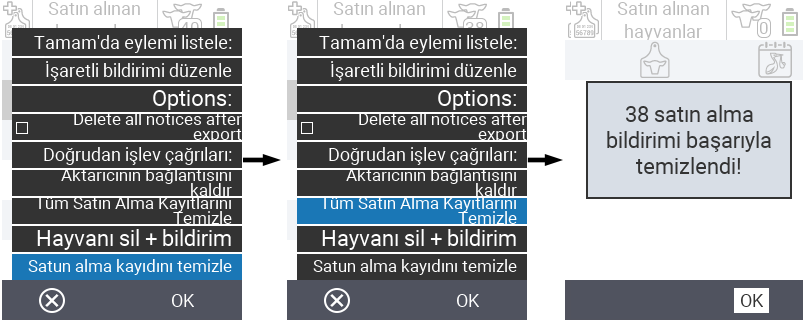 Satın alınan
Tamam'da eylemi listele:
İşaretli bildirimi düzenle
Options:
Delete all notices after
export
Doğrudan işlev çağrıları:
Aktarıcının bağlantısını
kaldır
Tüm Satın Alma Kayıtlarını
Temizle
Hayvanı sil + bildirim
Satun alma kayıdını temizle
OK
Satın alınan
38
Tamam'da eylemi listele:
İşaretli bildirimi düzenle
Options:
Delete all notices after
export
Doğrudan işlev çağrıları:
Aktarıcının bağlantısını
kaldır
Tüm Satın Alma Kayıtlarını
Temizle
Hayvanı sil + bildirim
Satun alma kayıdını temizle
OK
Satın alınan
hayvanlar
56789
0
38 satın alma
bildirimi başarıyla
temizlendi!
OK